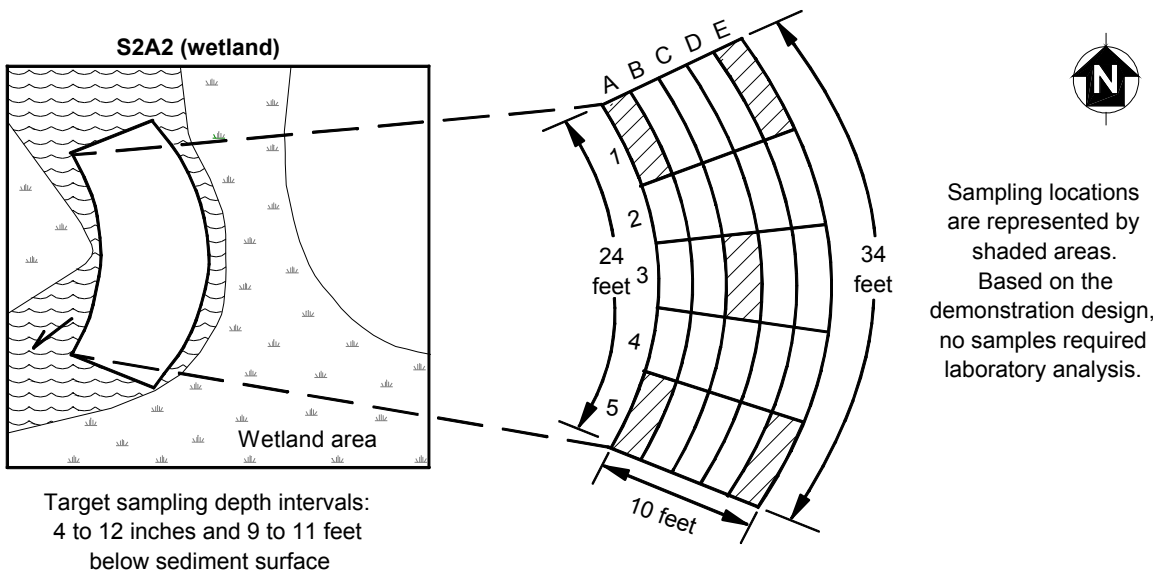 S2A2 (wetland)
Wetland area
Target sampling depth intervals:
4 to 12 inches and 9 to 11 feet
below sediment surface
A
B
C
D
E
1
2
3
4
5
24
feet
34
feet
10 feet
N
Sampling locations
are represented by
shaded areas.
Based on the
demonstration design,
no samples required
laboratory analysis.